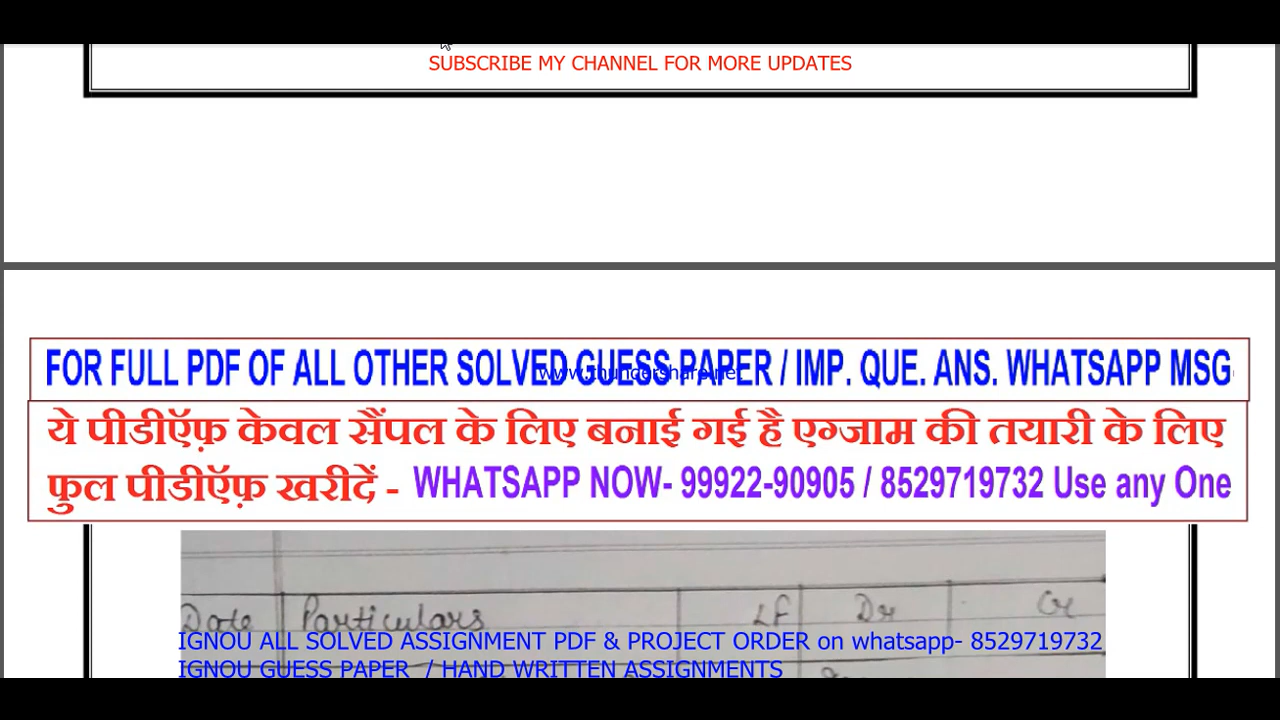 SUBSCRIBE MY CHANNEL FOR MORE UPDATES
FOR FULL PDF OF ALL OTHER SOLVED GUESS PAPER / IMP. QUE. ANS. WHATSAPP MSG
www.thundershare.net
ये पीडीऍफ़ केवल सैंपल के लिए बनाई गई है एग्जाम की तयारी के लिए
फुल पीडीऍफ़ खरीदें - WHATSAPP NOW- 99922-90905 / 8529719732 Use any One
Date Particulars LF Dr Cr
IGNOU ALL SOLVED ASSIGNMENT PDF & PROJECT ORDER on whatsapp- 8529719732
IGNOU GUESS PAPER / HAND WRITTEN ASSIGNMENTS